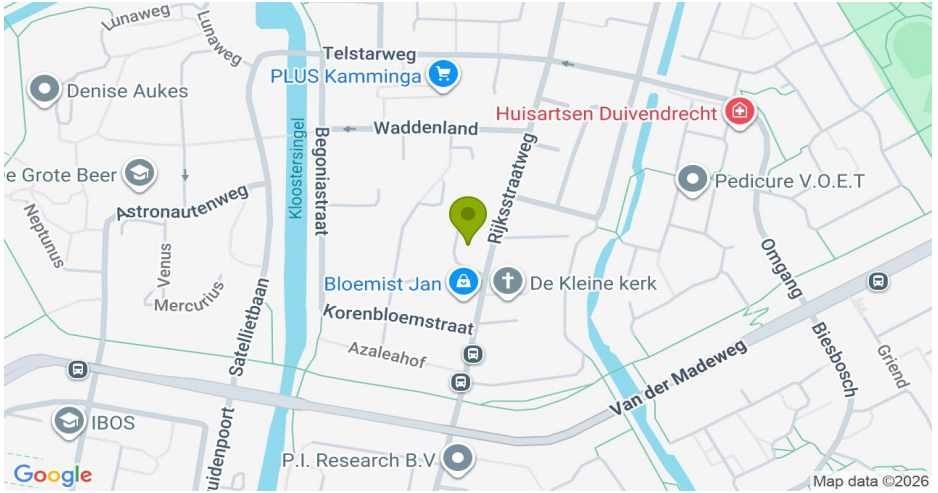 Lunaweg
Lunaweg
Telstarweg
PLUS Kamminga
Denise Aukes
Huisartsen Duivendrecht
Waddenland
Kloostersingel
Begoniastraat
e Grote Beer
Astronautenweg
Pedicure V.O.E.T
Rijksstraatweg
Neptunus
Venus
Mercurius
Omgang
Bloemist Jan
De Kleine kerk
Korenbloemstraat
Satellietbaan
Azaleahof
Van der Madeweg
Biesbosch
Griend
IBOS
uidenpoort
P.I. Research B.V
Google
Map data ©2026